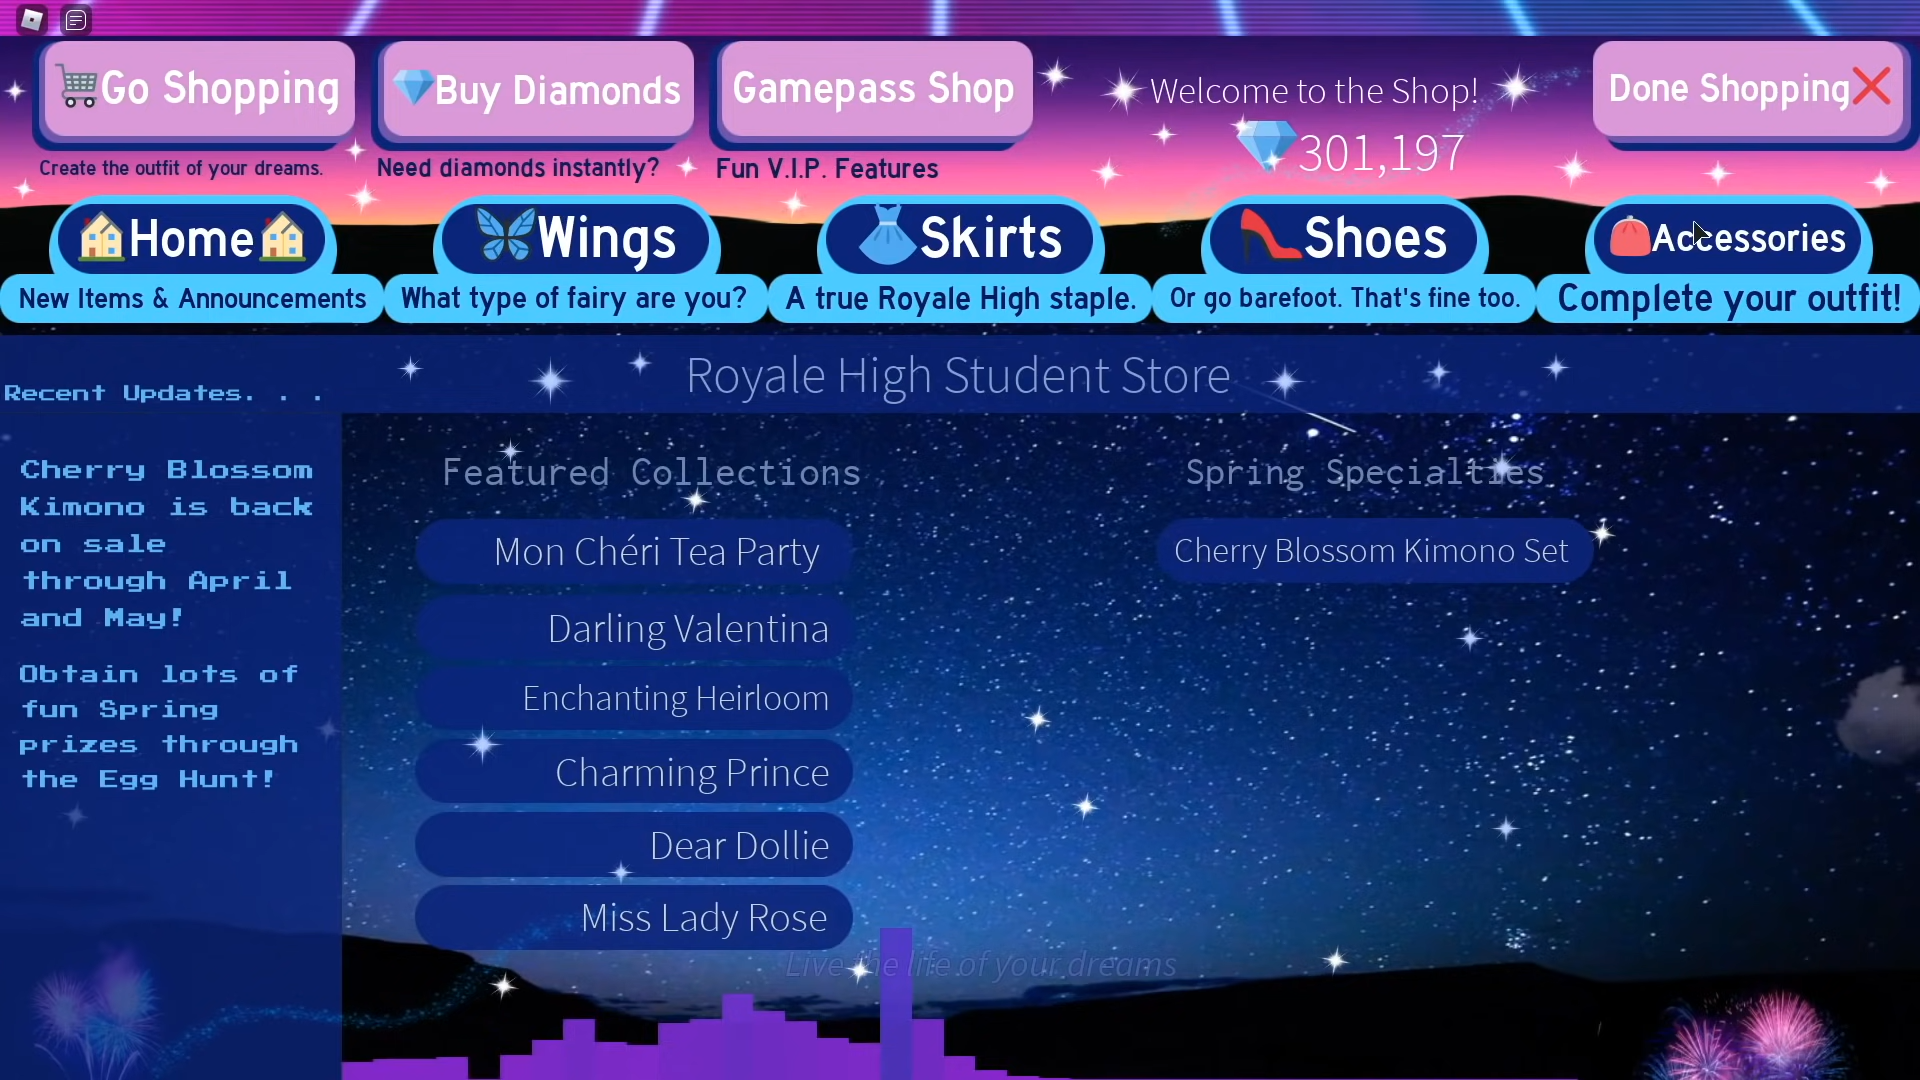 Go Shopping
Buy Diamonds
Gamepass Shop
Welcome to the Shop!
Done Shopping
301,197
Create the outfit of your dreams.
Need diamonds instantly?
Fun V.I.P. Features
Home
Wings
Skirts
Shoes
Accessories
New Items & Announcements
What type of fairy are you?
A true Royale High staple.
Or go barefoot. That's fine too.
Complete your outfit!
Royale High Student Store
Recent Updates. . .
Cherry Blossom
Kimono is back
on sale
through April
and May!
Obtain lots of
fun Spring
prizes through
the Egg Hunt!
Featured Collections
Mon Chéri Tea Party
Darling Valentina
Enchanting Heirloom
Charming Prince
Dear Dollie
Miss Lady Rose
Spring Specialties
Cherry Blossom Kimono Set
Live the life of your dreams